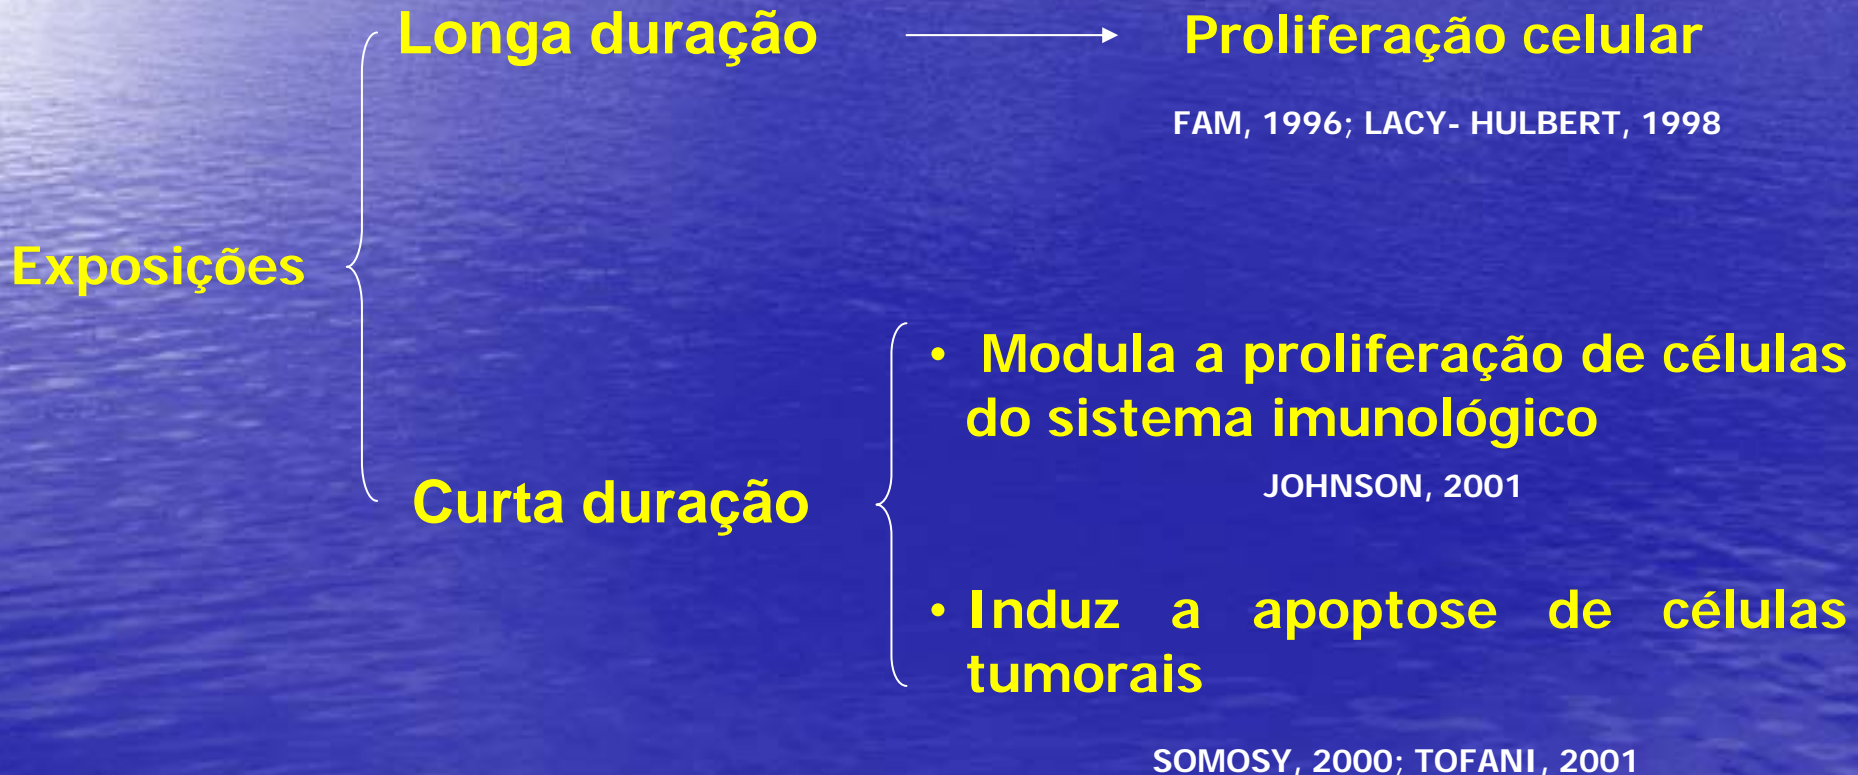 Longa duração
Proliferação celular
FAM, 1996; LACY- HULBERT, 1998
Exposições
• Modula a proliferação de células
do sistema imunológico
JOHNSON, 2001
Curta duração
• Induz a apoptose de células
tumorais
SOMOSY, 2000; TOFANI, 2001